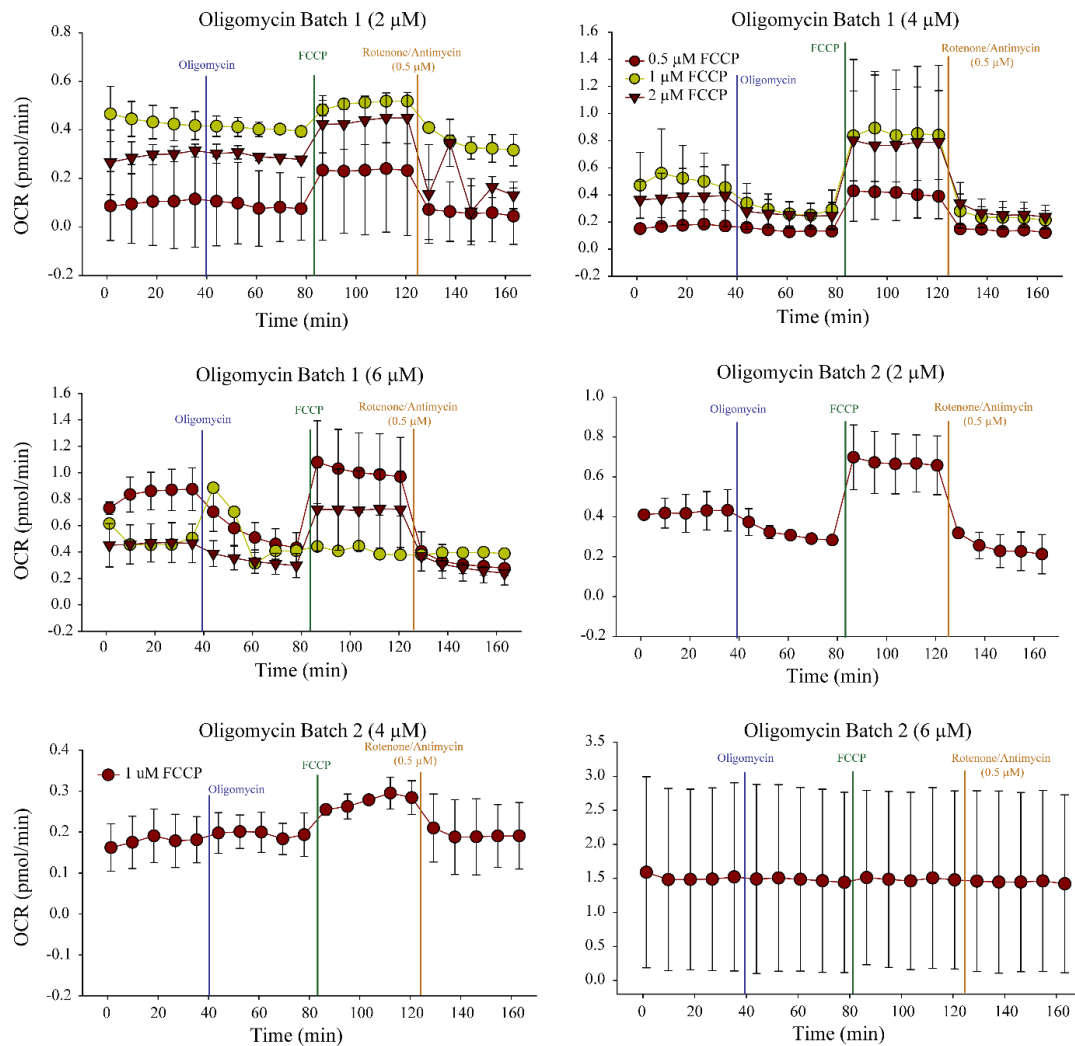 Oligomycin Batch 1 (2 µM)
OCR (pmol/min)
0.8
0.6
0.4
0.2
0.0
-0.2
Oligomycin
FCCP
Rotenone/Antimycin
(0.5 µM)
0 20 40 60 80 100 120 140 160
Time (min)
Oligomycin Batch 1 (4 µM)
1.6
1.4
1.2
1.0
0.8
0.6
0.4
0.2
0.0
-0.2
Oligomycin
FCCP
0.5 µM FCCP
1 µM FCCP
2 µM FCCP
Rotenone/Antimycin
(0.5 µM)
0 20 40 60 80 100 120 140 160
Time (min)
Oligomycin Batch 1 (6 µM)
OCR (pmol/min)
1.6
1.4
1.2
1.0
0.8
0.6
0.4
0.2
0.0
-0.2
Oligomycin
FCCP
Rotenone/Antimycin
(0.5 µM)
0 20 40 60 80 100 120 140 160
Time (min)
Oligomycin Batch 2 (2 µM)
1.0
0.8
0.6
0.4
0.2
0.0
-0.2
Oligomycin
FCCP
Rotenone/Antimycin
(0.5 µM)
0 20 40 60 80 100 120 140 160
Time (min)
Oligomycin Batch 2 (4 µM)
OCR (pmol/min)
0.4
0.3
0.2
0.1
0.0
-0.1
-0.2
1 uM FCCP
Oligomycin
FCCP
Rotenone/Antimycin
(0.5 µM)
0 20 40 60 80 100 120 140 160
Time (min)
Oligomycin Batch 2 (6 µM)
3.5
3.0
2.5
2.0
1.5
1.0
0.5
0.0
Oligomycin
FCCP
Rotenone/Antimycin
(0.5 µM)
0 20 40 60 80 100 120 140 160
Time (min)